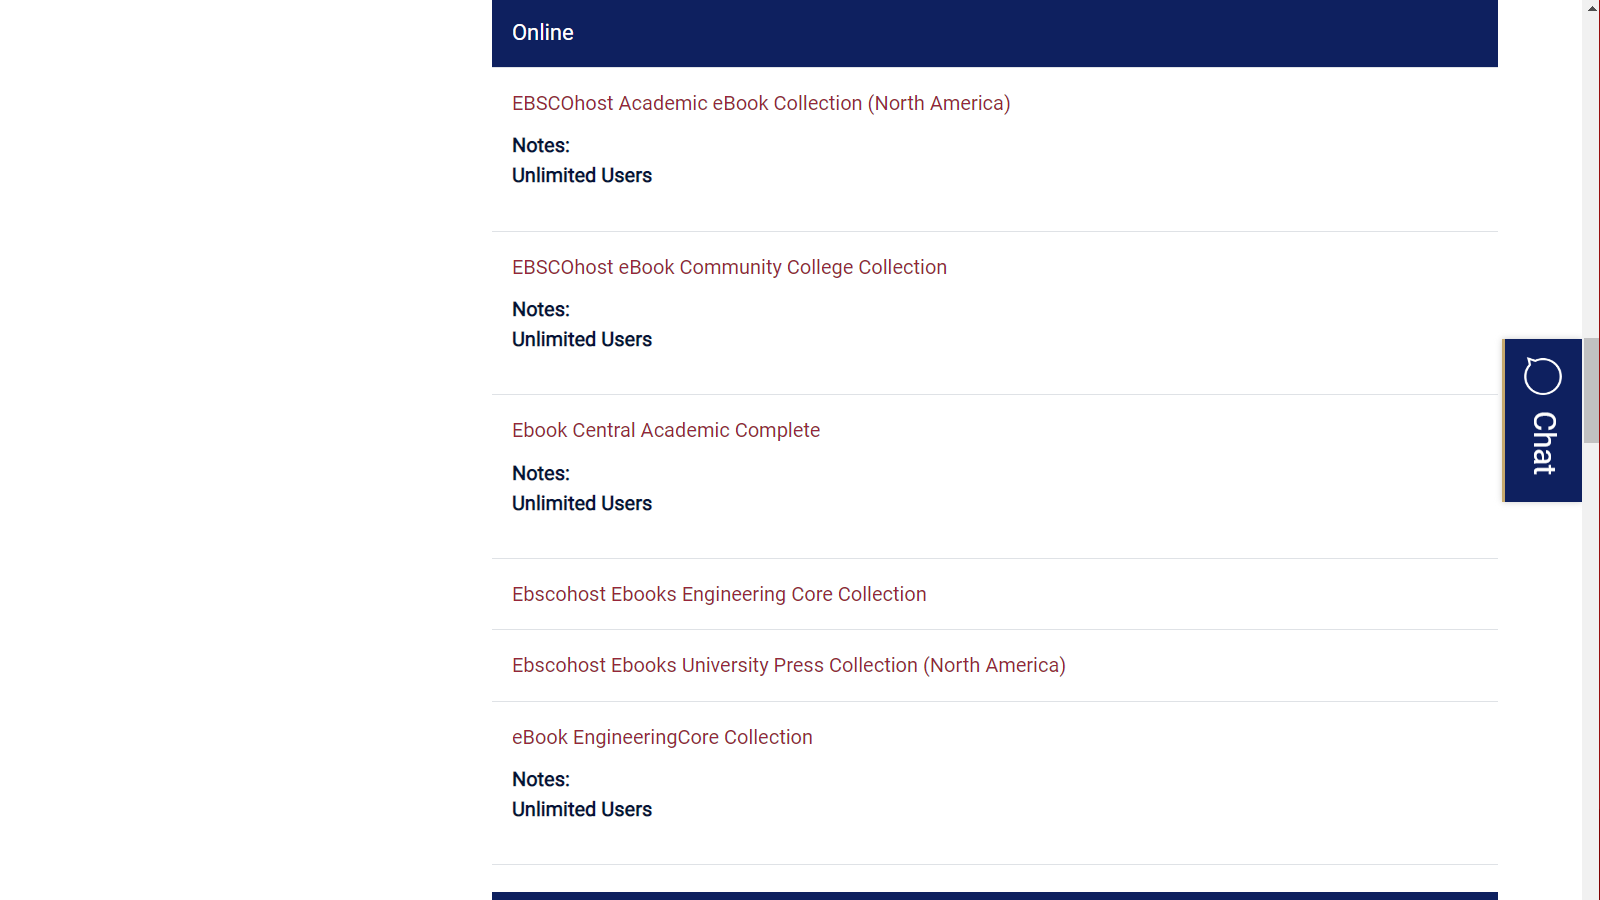 Online
EBSCOhost Academic eBook Collection (North America)
Notes:
Unlimited Users
EBSCOhost eBook Community College Collection
Notes:
Unlimited Users
Ebook Central Academic Complete
Notes:
Unlimited Users
Ebscohost Ebooks Engineering Core Collection
Ebscohost Ebooks University Press Collection (North America)
eBook EngineeringCore Collection
Notes:
Unlimited Users
Chat